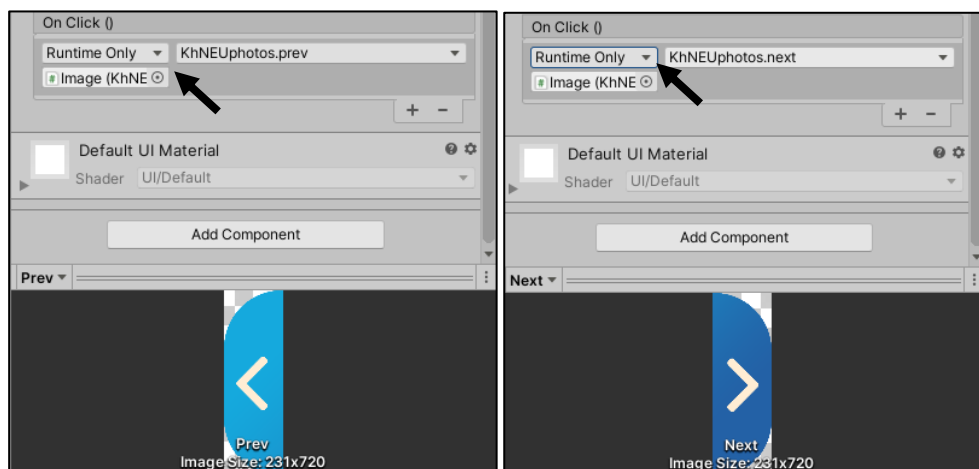 On Click ()
Runtime Only KhNEUphotos.prev
Image (KhNE
+ -
Default UI Material
Shader UI/Default
Add Component
Prev
Prev
Image Size: 231x720
On Click ()
Runtime Only KhNEUphotos.next
Image (KhNE
+ -
Default UI Material
Shader UI/Default
Add Component
Next
Next
Image Size: 231x720